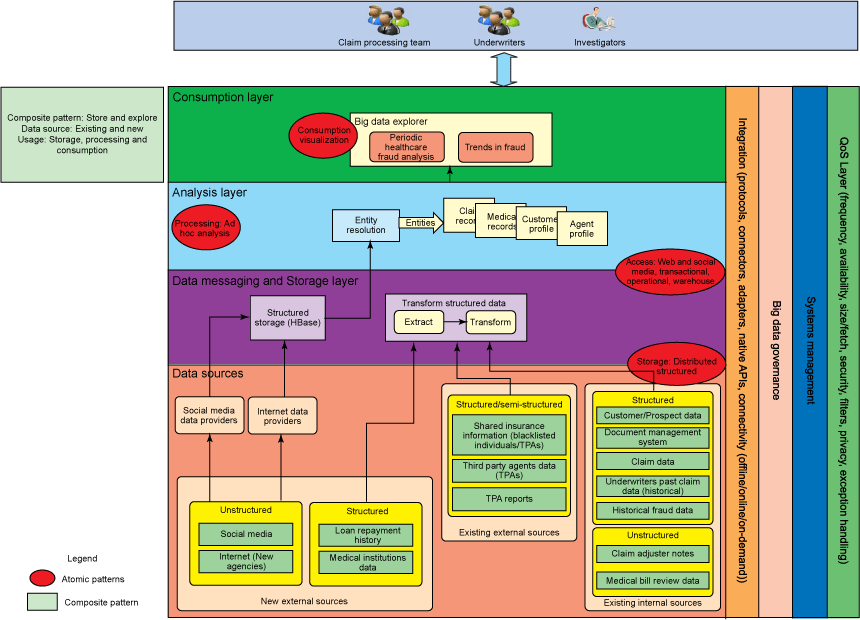 Claim processing team
Underwriters
Investigators
Composite pattern: Store and explore
Data source: Existing and new
Usage: Storage, processing and
consumption
Consumption layer
Big data explorer
Consumption
visualization
Periodic
healthcare
fraud analysis
Trends in fraud
Analysis layer
Processing: Ad
hoc analysis
Entity
resolution
Entities
Clai
recor
Medica
records
Custome
profile
Agent
profile
Access: Web and social
media, transactional,
operational, warehouse
Data messaging and Storage layer
Structured
storage (HBase)
Transform structured data
Extract
Transform
Storage: Distributed
structured
Data sources
Social media
data providers
Internet data
providers
Unstructured
Social media
Internet (New
agencies)
Structured
Loan repayment
history
Medical institutions
data
New external sources
Structured/semi-structured
Shared insurance
information (blacklisted
individuals/TPAs)
Third party agents data
(TPAs)
TPA reports
Existing external sources
Structured
Customer/Prospect data
Document management
system
Claim data
Underwriters past claim
data (historical)
Historical fraud data
Unstructured
Claim adjuster notes
Medical bill review data
Existing internal sources
Integration (protocols, connectors, adapters, native APIs, connectivity (offline/online/on-demand))
Big data governance
Systems management
QoS Layer (frequency, availability, size/fetch, security, filters, privacy, exception handling)
Legend
Atomic patterns
Composite pattern